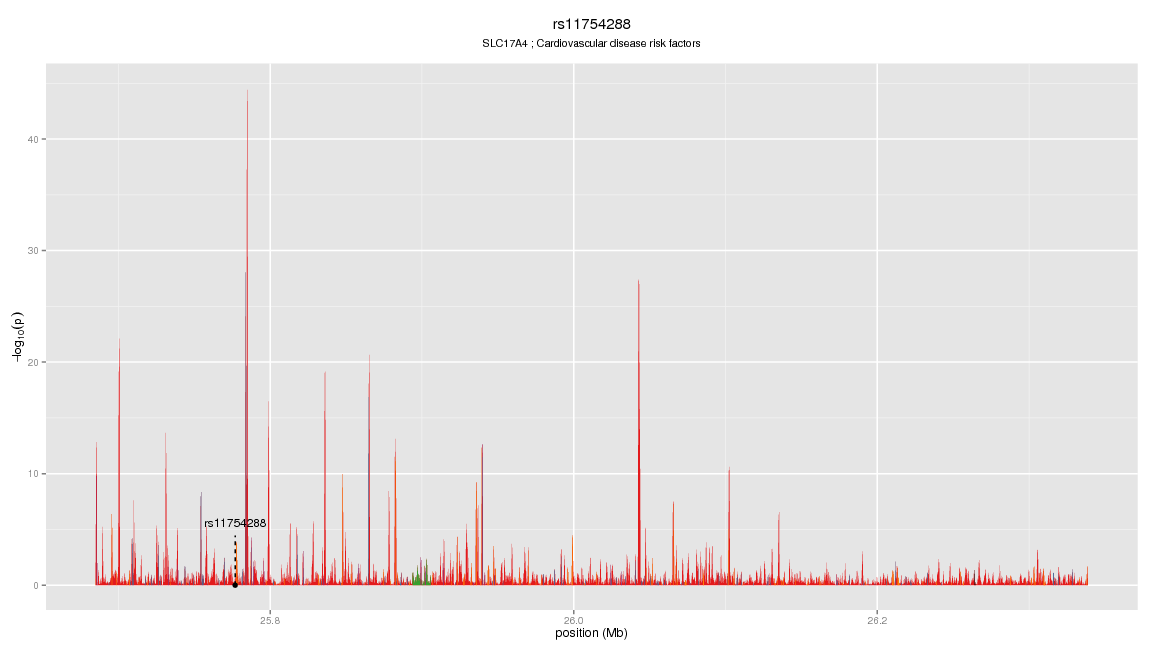 rs11754288
SLC17A4 ; Cardiovascular disease risk factors
−log10(p)
40
30
20
10
0
rs11754288
25.8
26.0
26.2
position (Mb)